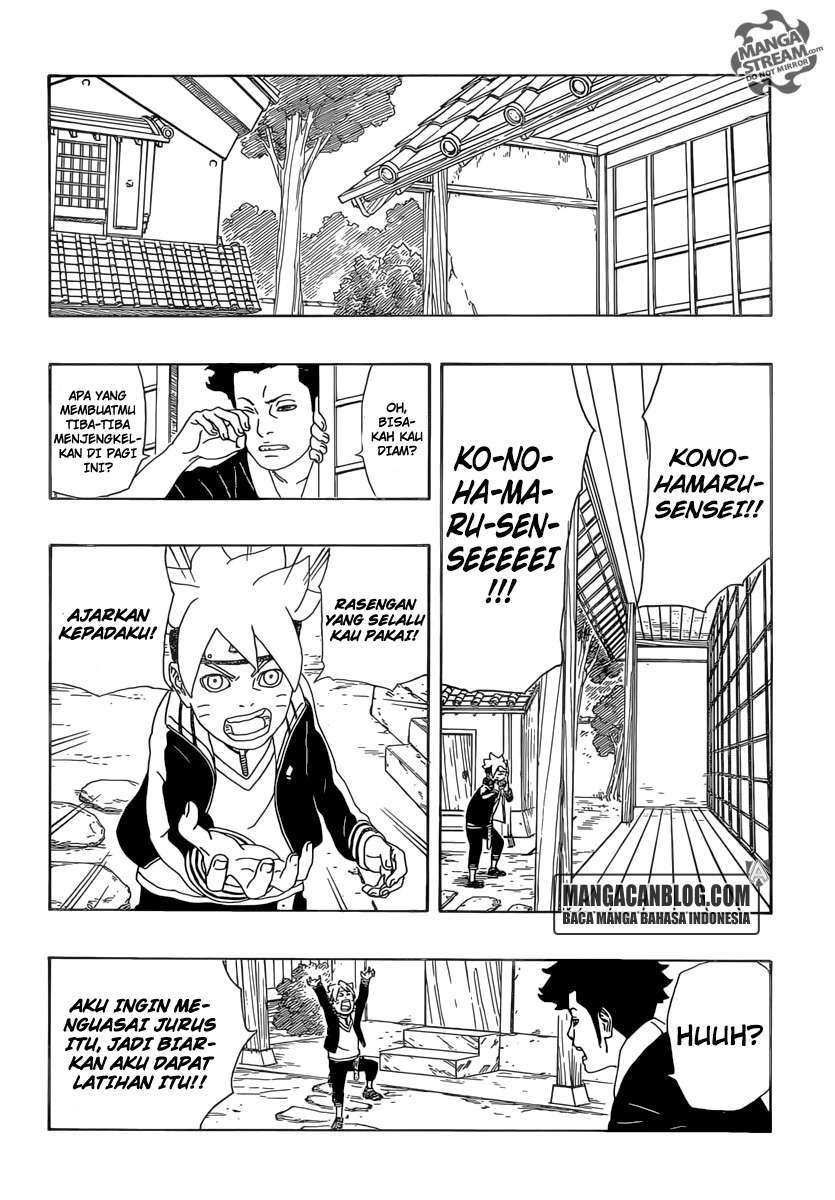 MANGA
STREAM.com
DO NOT MIRROR
KONO-
HAMARU-
SENSEI!!
KO-NO-
HA-MA-
RU-SEN-
SEEEEEI
!!!
OH,
BISA-
KAH KAU
DIAM?
APA YANG
MEMBUATMU
TIBA-TIBA
MENJENGKEL-
KAN DI PAGI
INI?
RASENGAN
YANG SELALU
KAU PAKAI!
AJARKAN
KEPADAKU!
MANGACANBLOG.COM
BACA MANGA BAHASA INDONESIA
HUUH?
AKU INGIN ME-
NGUASAI JURUS
ITU, JADI BIAR-
KAN AKU DAPAT
LATIHAN ITU!!